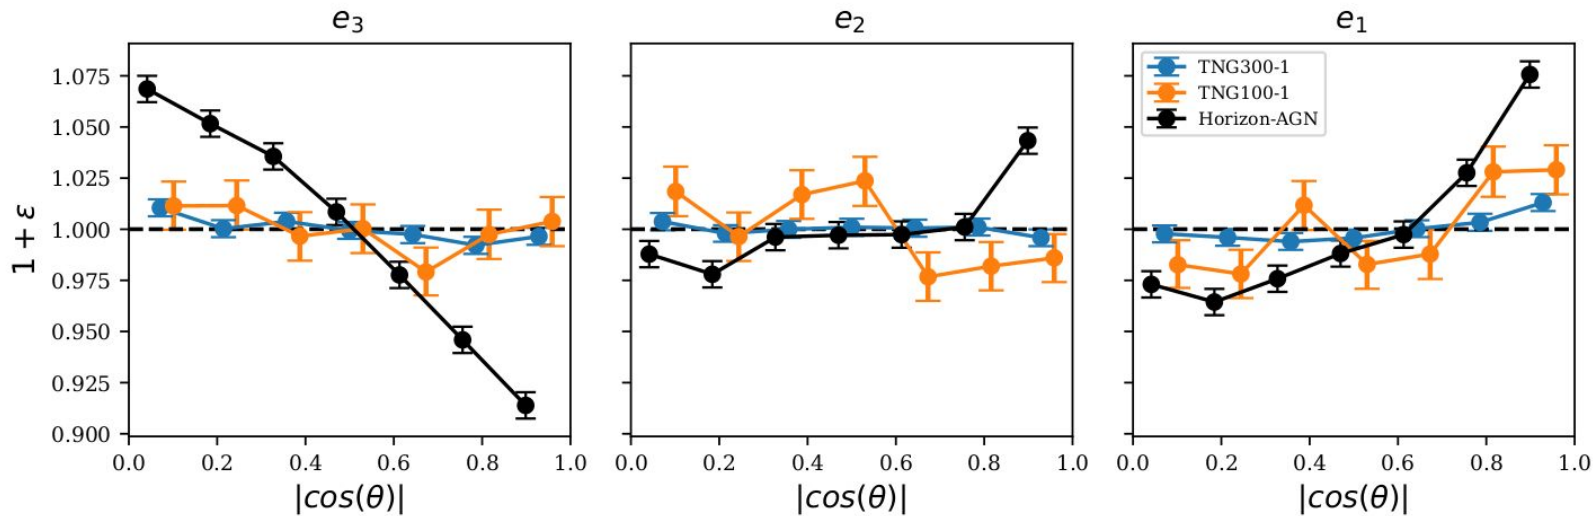 e₃
e₂
e₁
1 + ε
1.075
1.050
1.025
1.000
0.975
0.950
0.925
0.900
TNG300-1
TNG100-1
Horizon-AGN
0.0 0.2 0.4 0.6 0.8 1.0
0.0 0.2 0.4 0.6 0.8 1.0
0.0 0.2 0.4 0.6 0.8 1.0
|cos(θ)|
|cos(θ)|
|cos(θ)|